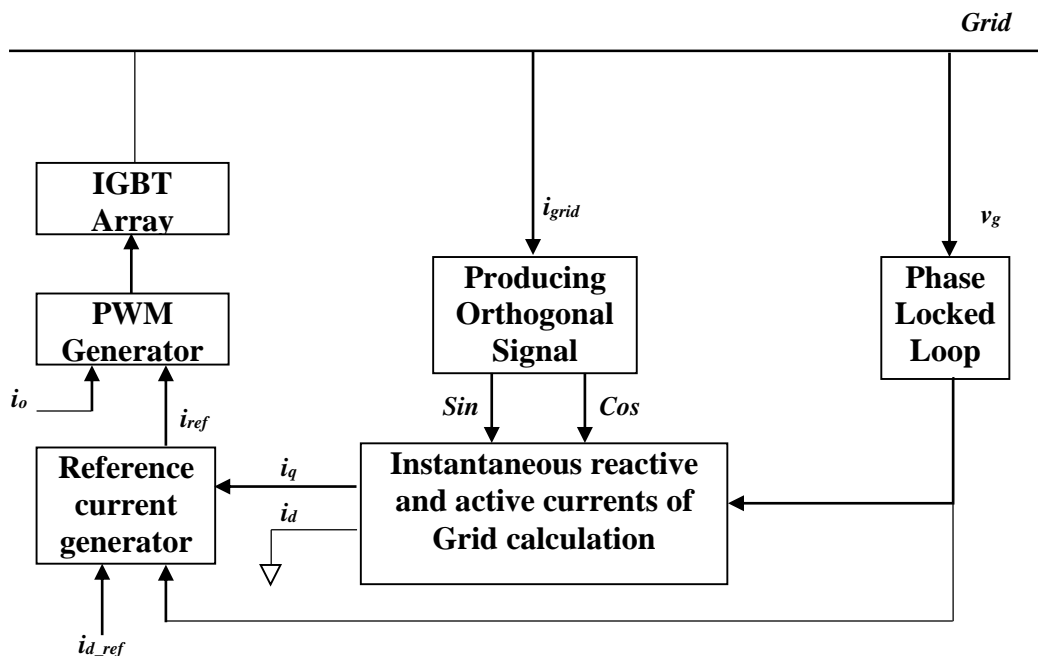 Grid
IGBT
Array
i_grid
v_g
Producing
Orthogonal
Signal
Phase
Locked
Loop
PWM
Generator
i_o
i_ref
Sin
Cos
Reference
current
generator
i_q
i_d
Instantaneous reactive
and active currents of
Grid calculation
i_d_ref